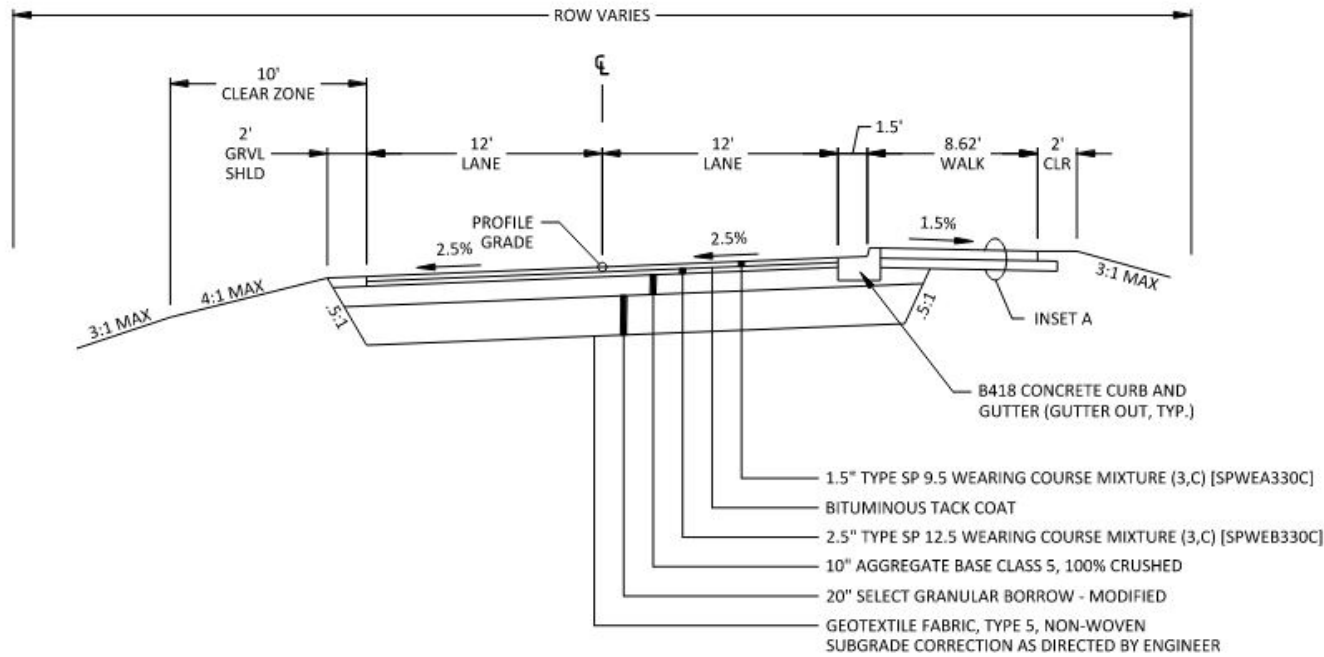 ROW VARIES
℄
10'
CLEAR ZONE
2'
GRVL
SHLD
12'
LANE
12'
LANE
1.5'
8.62'
WALK
2'
CLR
PROFILE
GRADE
2.5%
2.5%
1.5%
3:1 MAX
4:1 MAX
.5:1
.5:1
3:1 MAX
INSET A
B418 CONCRETE CURB AND
GUTTER (GUTTER OUT, TYP.)
1.5" TYPE SP 9.5 WEARING COURSE MIXTURE (3,C) [SPWEA330C]
BITUMINOUS TACK COAT
2.5" TYPE SP 12.5 WEARING COURSE MIXTURE (3,C) [SPWEB330C]
10" AGGREGATE BASE CLASS 5, 100% CRUSHED
20" SELECT GRANULAR BORROW - MODIFIED
GEOTEXTILE FABRIC, TYPE 5, NON-WOVEN
SUBGRADE CORRECTION AS DIRECTED BY ENGINEER